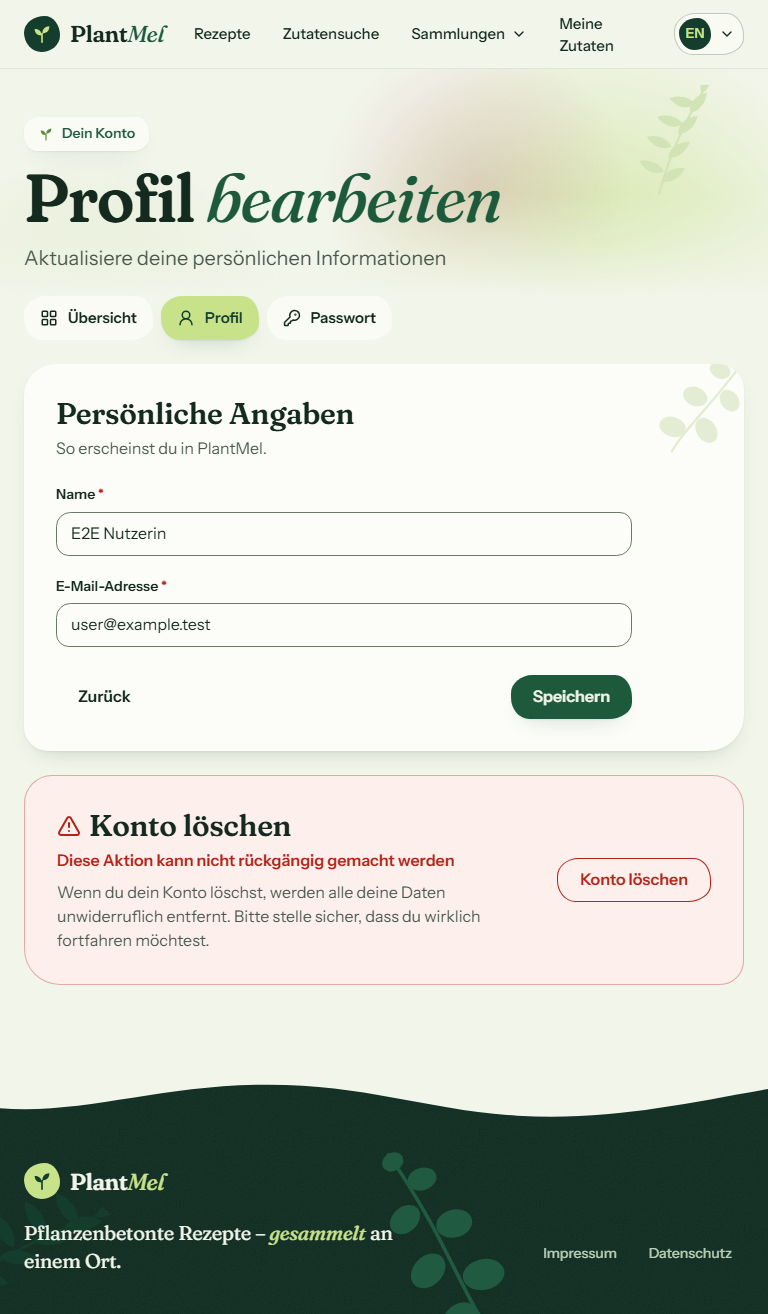 PlantMel
Rezepte
Zutatensuche
Sammlungen
Meine
Zutaten
EN
Dein Konto
Profil bearbeiten
Aktualisiere deine persönlichen Informationen
Übersicht
Profil
Passwort
Persönliche Angaben
So erscheinst du in PlantMel.
Name *
E2E Nutzerin
E-Mail-Adresse *
user@example.test
Zurück
Speichern
Konto löschen
Diese Aktion kann nicht rückgängig gemacht werden
Wenn du dein Konto löschst, werden alle deine Daten
unwiderruflich entfernt. Bitte stelle sicher, dass du wirklich
fortfahren möchtest.
Konto löschen
PlantMel
Pflanzenbetonte Rezepte – gesammelt an
einem Ort.
Impressum
Datenschutz